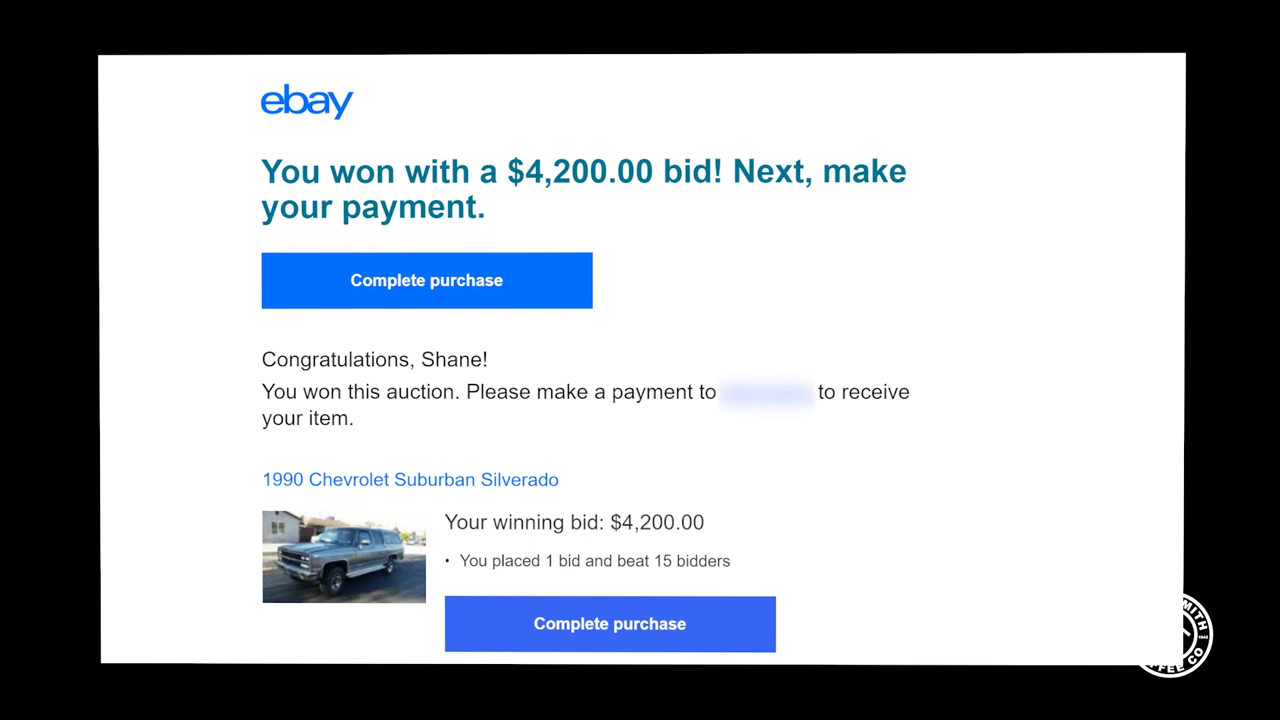 ebay
You won with a $4,200.00 bid! Next, make
your payment.
Complete purchase
Congratulations, Shane!
You won this auction. Please make a payment to to receive
your item.
1990 Chevrolet Suburban Silverado
Your winning bid: $4,200.00
• You placed 1 bid and beat 15 bidders
Complete purchase